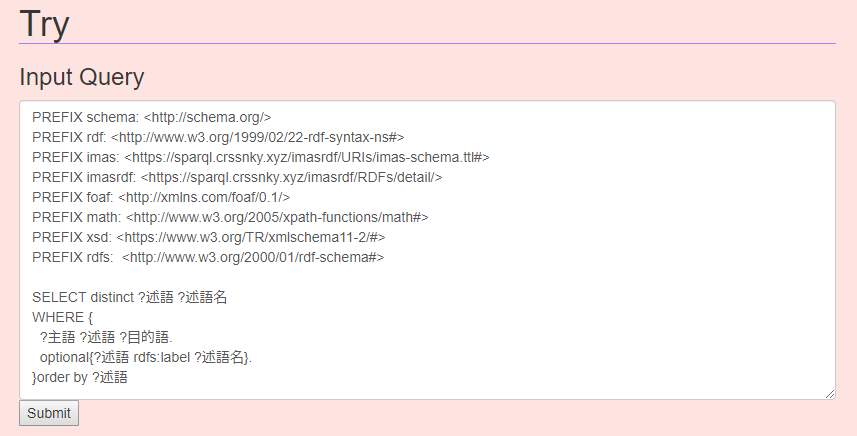 Try
Input Query
PREFIX schema: <http://schema.org/>
PREFIX rdf: <http://www.w3.org/1999/02/22-rdf-syntax-ns#>
PREFIX imas: <https://sparql.crssnky.xyz/imasrdf/URIs/imas-schema.ttl#>
PREFIX imasrdf: <https://sparql.crssnky.xyz/imasrdf/RDFs/detail/>
PREFIX foaf: <http://xmlns.com/foaf/0.1/>
PREFIX math: <http://www.w3.org/2005/xpath-functions/math#>
PREFIX xsd: <https://www.w3.org/TR/xmlschema11-2/#>
PREFIX rdfs:  <http://www.w3.org/2000/01/rdf-schema#>

SELECT distinct ?述語 ?述語名
WHERE {
  ?主語 ?述語 ?目的語.
  optional{?述語 rdfs:label ?述語名}.
}order by ?述語
Submit